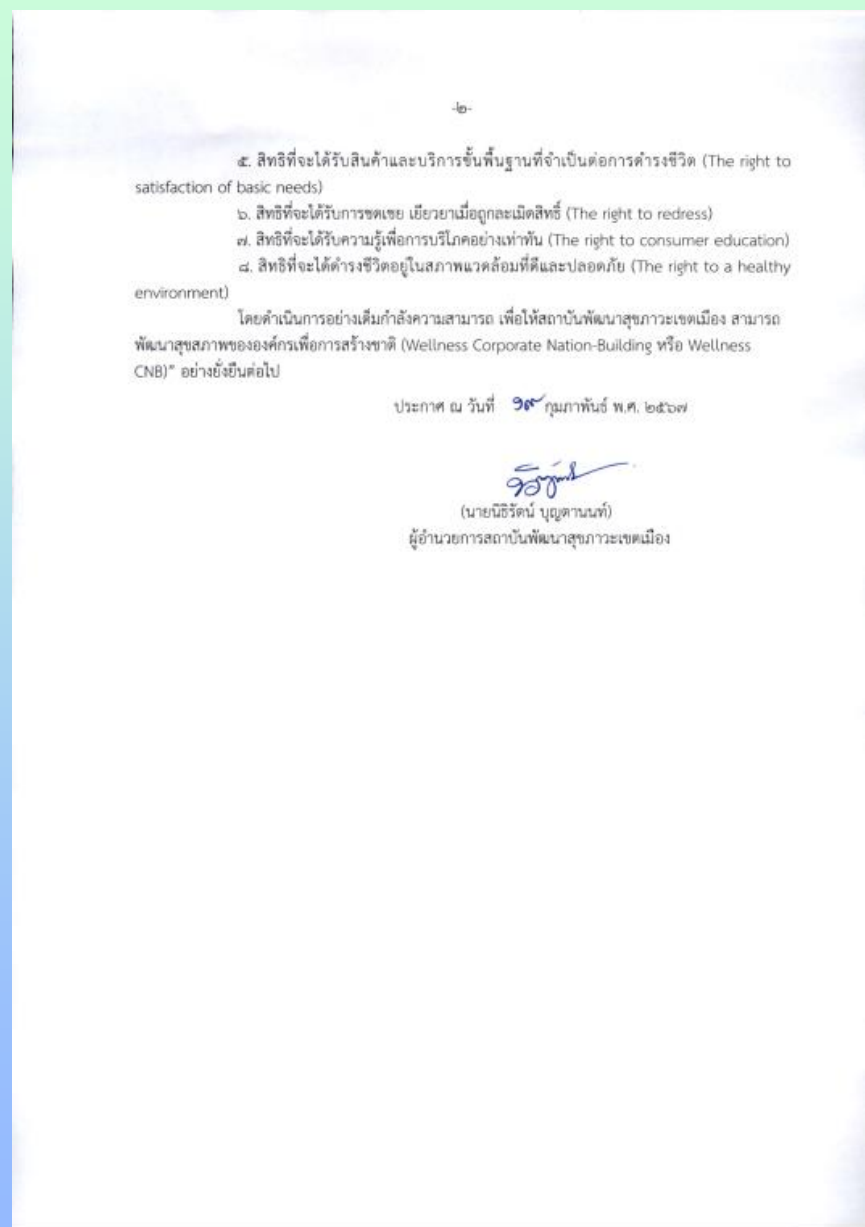 -๒-
๕. สิทธิที่จะได้รับสินค้าและบริการขั้นพื้นฐานที่จำเป็นต่อการดำรงชีวิต (The right to
satisfaction of basic needs)
๖. สิทธิที่จะได้รับการชดเชย เยียวยาเมื่อถูกละเมิดสิทธิ์ (The right to redress)
๗. สิทธิที่จะได้รับความรู้เพื่อการบริโภคอย่างเท่าทัน (The right to consumer education)
๘. สิทธิที่จะได้ดำรงชีวิตอยู่ในสภาพแวดล้อมที่ดีและปลอดภัย (The right to a healthy
environment)
โดยดำเนินการอย่างเต็มกำลังความสามารถ เพื่อให้สถาบันพัฒนาสุขภาวะเขตเมือง สามารถ
พัฒนาสุขสภาพขององค์กรเพื่อการสร้างชาติ (Wellness Corporate Nation-Building หรือ Wellness
CNB)" อย่างยั่งยืนต่อไป
ประกาศ ณ วันที่ ๑๙ กุมภาพันธ์ พ.ศ. ๒๕๖๗
(นายนิธิรัตน์ บุญตานนท์)
ผู้อำนวยการสถาบันพัฒนาสุขภาวะเขตเมือง